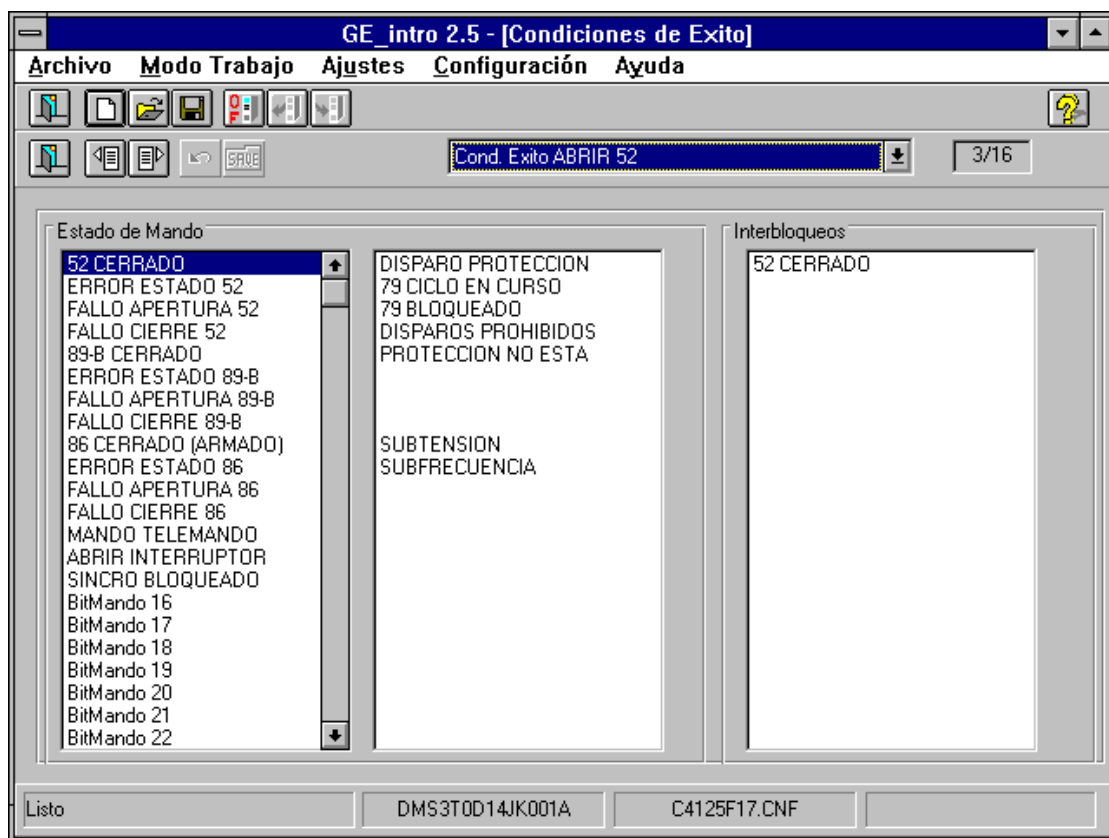 GE_intro 2.5 - [Condiciones de Exito]
Archivo Modo Trabajo Ajustes Configuración Ayuda
OF
SAVE
Cond. Exito ABRIR 52
3/16
Estado de Mando
52 CERRADO
ERROR ESTADO 52
FALLO APERTURA 52
FALLO CIERRE 52
89-B CERRADO
ERROR ESTADO 89-B
FALLO APERTURA 89-B
FALLO CIERRE 89-B
86 CERRADO (ARMADO)
ERROR ESTADO 86
FALLO APERTURA 86
FALLO CIERRE 86
MANDO TELEMANDO
ABRIR INTERRUPTOR
SINCRO BLOQUEADO
BitMando 16
BitMando 17
BitMando 18
BitMando 19
BitMando 20
BitMando 21
BitMando 22
DISPARO PROTECCION
79 CICLO EN CURSO
79 BLOQUEADO
DISPAROS PROHIBIDOS
PROTECCION NO ESTA
SUBTENSION
SUBFRECUENCIA
Interbloqueos
52 CERRADO
Listo
DMS3T0D14JK001A
C4125F17.CNF